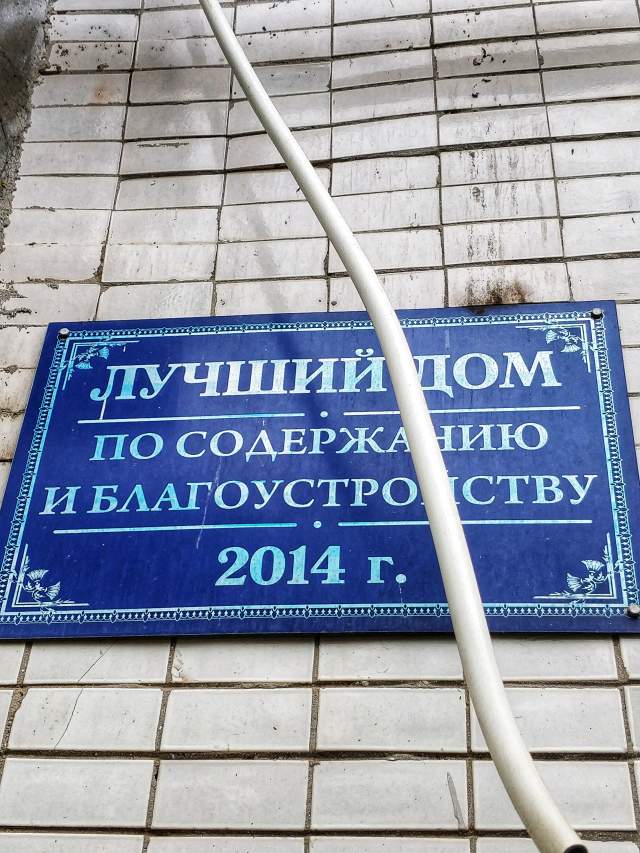 ЛУЧШИЙ ДОМ
ПО СОДЕРЖАНИЮ
И БЛАГОУСТРОЙСТВУ
2014 г.